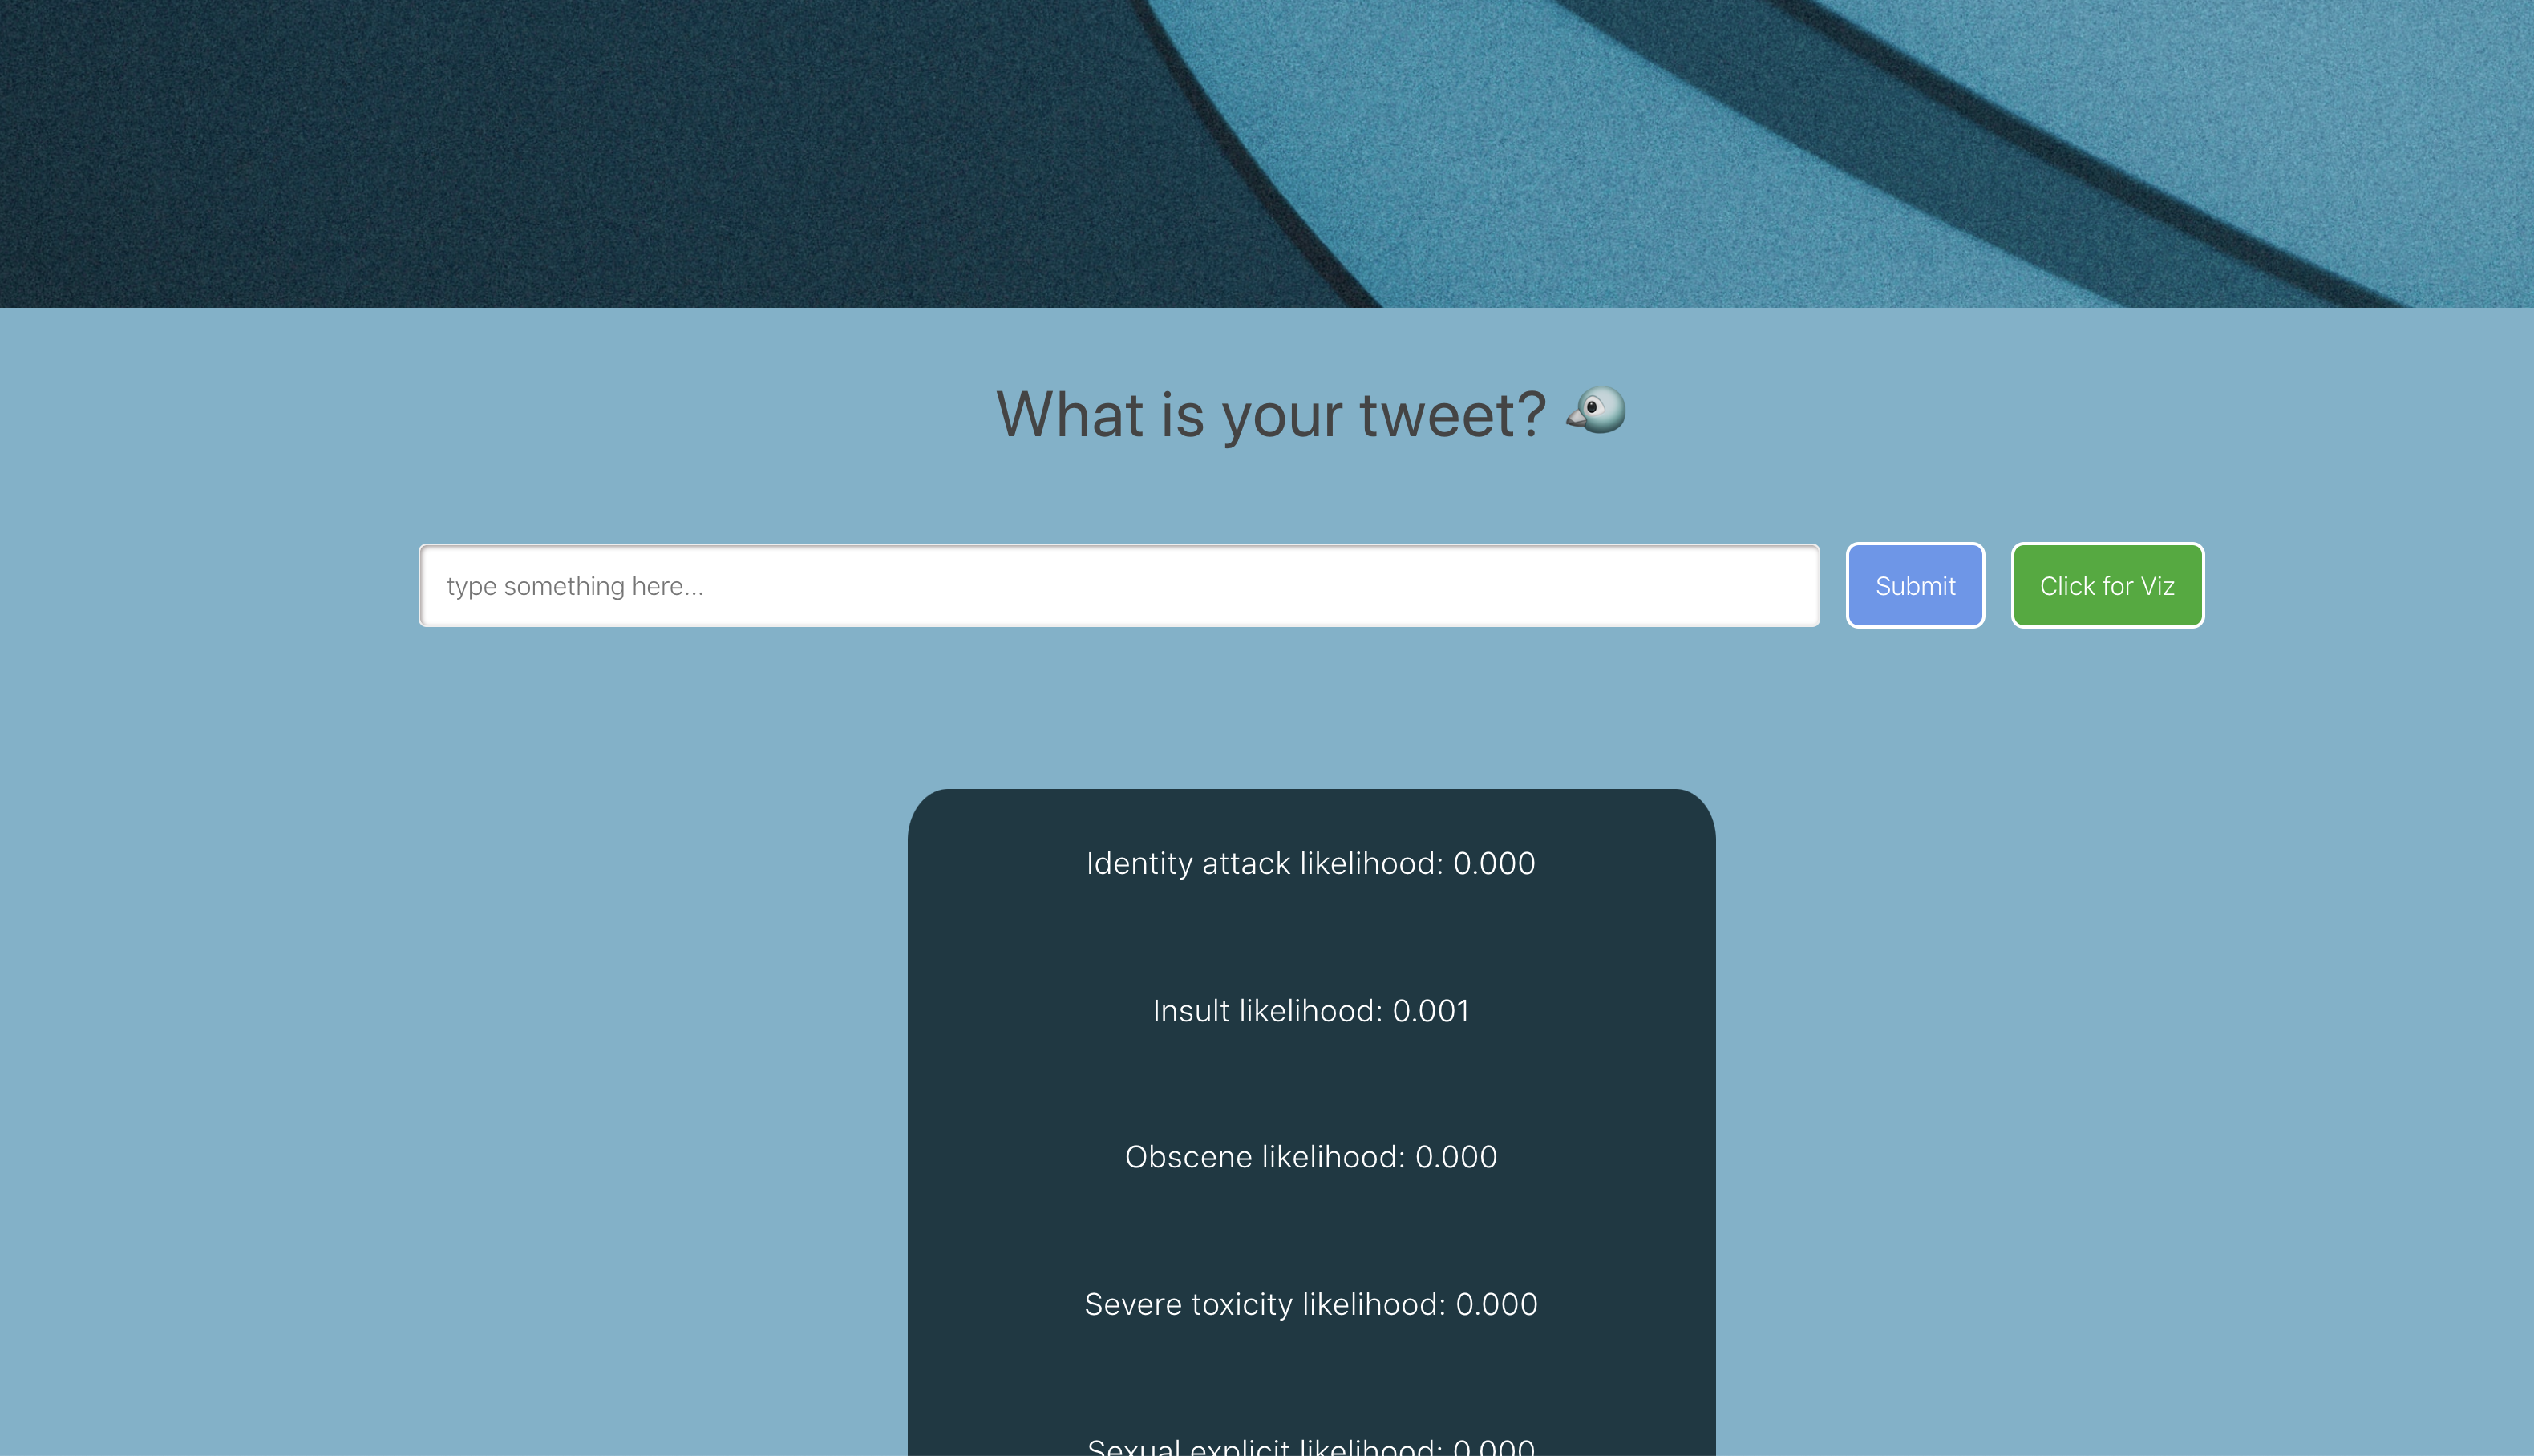 What is your tweet? 🐦
type something here...
Submit
Click for Viz
Identity attack likelihood: 0.000
Insult likelihood: 0.001
Obscene likelihood: 0.000
Severe toxicity likelihood: 0.000
Sexual explicit likelihood: 0.000